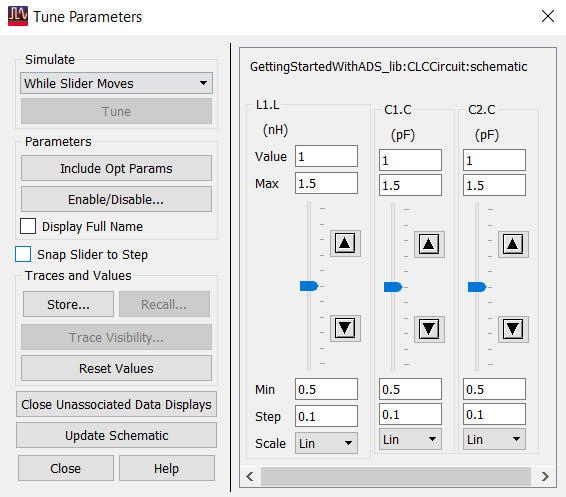 Tune Parameters
Simulate
While Slider Moves
Tune
Parameters
Include Opt Params
Enable/Disable...
Display Full Name
Snap Slider to Step
Traces and Values
Store...
Recall...
Trace Visibility...
Reset Values
Close Unassociated Data Displays
Update Schematic
Close
Help
GettingStartedWithADS_lib:CLCCircuit:schematic
L1.L
C1.C
C2.C
(nH)
(pF)
(pF)
Value 1 1 1
Max 1.5 1.5 1.5
Min 0.5 0.5 0.5
Step 0.1 0.1 0.1
Scale Lin Lin Lin